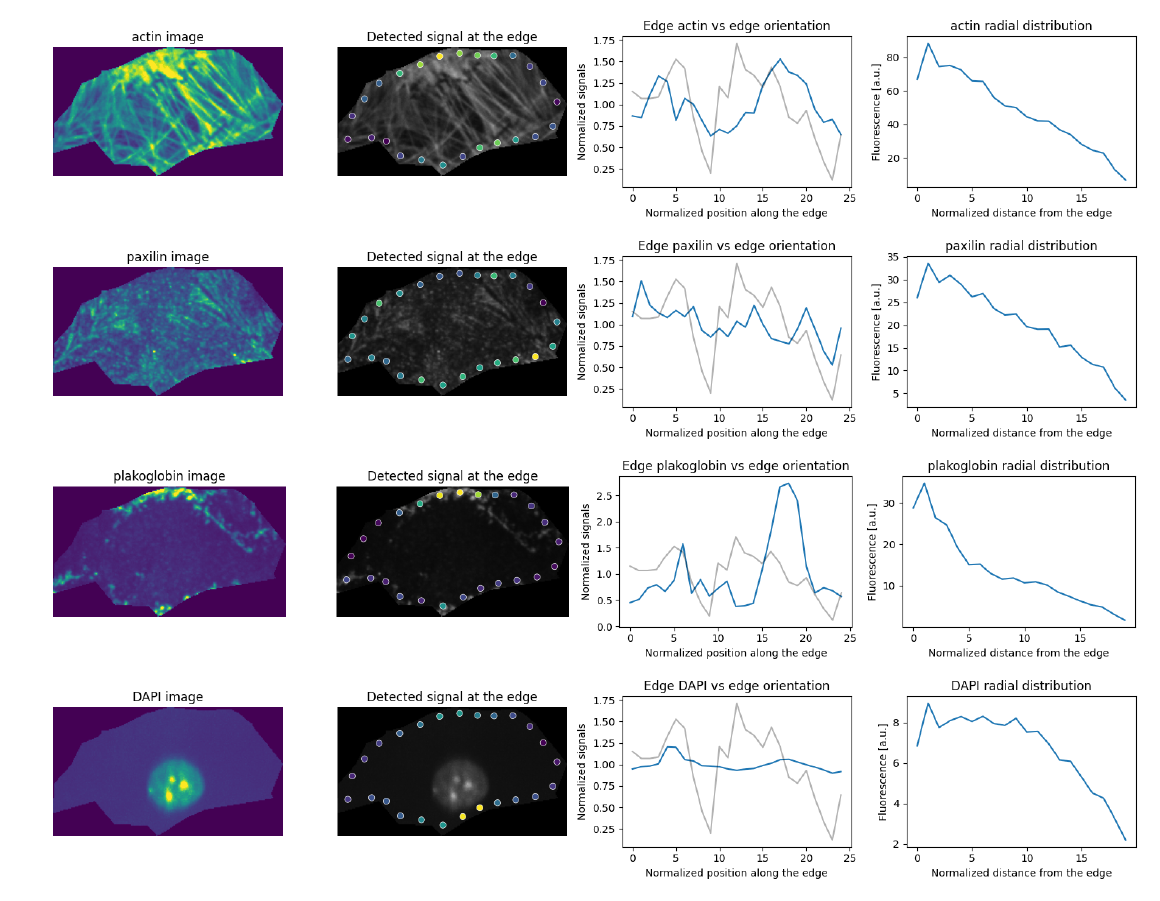 actin image
Detected signal at the edge
Edge actin vs edge orientation
actin radial distribution
Normalized signals
1.75
1.50
1.25
1.00
0.75
0.50
0.25
0 5 10 15 20 25
Normalized position along the edge
Fluorescence [a.u.]
80
60
40
20
0 5 10 15
Normalized distance from the edge
paxilin image
Detected signal at the edge
Edge paxilin vs edge orientation
paxilin radial distribution
Normalized signals
1.75
1.50
1.25
1.00
0.75
0.50
0.25
0 5 10 15 20 25
Normalized position along the edge
Fluorescence [a.u.]
35
30
25
20
15
10
5
0 5 10 15
Normalized distance from the edge
plakoglobin image
Detected signal at the edge
Edge plakoglobin vs edge orientation
plakoglobin radial distribution
Normalized signals
2.5
2.0
1.5
1.0
0.5
0.0
0 5 10 15 20 25
Normalized position along the edge
Fluorescence [a.u.]
30
20
10
0 5 10 15
Normalized distance from the edge
DAPI image
Detected signal at the edge
Edge DAPI vs edge orientation
DAPI radial distribution
Normalized signals
1.75
1.50
1.25
1.00
0.75
0.50
0.25
0 5 10 15 20 25
Normalized position along the edge
Fluorescence [a.u.]
8
6
4
2
0 5 10 15
Normalized distance from the edge